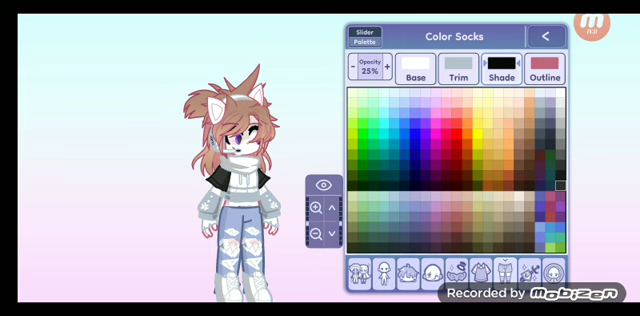 Slider
Palette
Color Socks
<
Opacity
25%
- +
Base
Trim
Shade
Outline
Recorded by mobizen